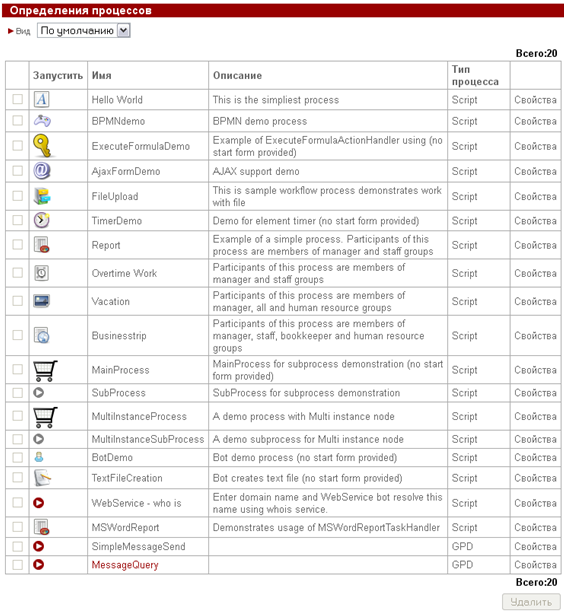 Определения процессов
Вид По умолчанию
Всего:20
Запустить Имя Описание Тип процесса
Hello World This is the simpliest process Script Свойства
BPMNdemo BPMN demo process Script Свойства
ExecuteFormulaDemo Example of ExecuteFormulaActionHandler using (no start form provided) Script Свойства
AjaxFormDemo AJAX support demo Script Свойства
FileUpload This is sample workflow process demonstrates work with file Script Свойства
TimerDemo Demo for element timer (no start form provided) Script Свойства
Report Example of a simple process. Participants of this process are members of manager and staff groups Script Свойства
Overtime Work Participants of this process are members of manager and staff groups Script Свойства
Vacation Participants of this process are members of manager, all and human resource groups Script Свойства
Businesstrip Participants of this process are members of manager, staff, bookkeeper and human resource groups Script Свойства
MainProcess MainProcess for subprocess demonstration (no start form provided) Script Свойства
SubProcess SubProcess for subprocess demonstration Script Свойства
MultiInstanceProcess A demo process with Multi instance node Script Свойства
MultiInstanceSubProcess A demo subprocess for Multi instance node Script Свойства
BotDemo Bot demo process (no start form provided) Script Свойства
TextFileCreation Bot creates text file (no start form provided) Script Свойства
WebService - who is Enter domain name and WebService bot resolve this name using whois service. Script Свойства
MSWordReport Demonstrates usage of MSWordReportTaskHandler Script Свойства
SimpleMessageSend GPD Свойства
MessageQuery GPD Свойства
Всего:20
Удалить